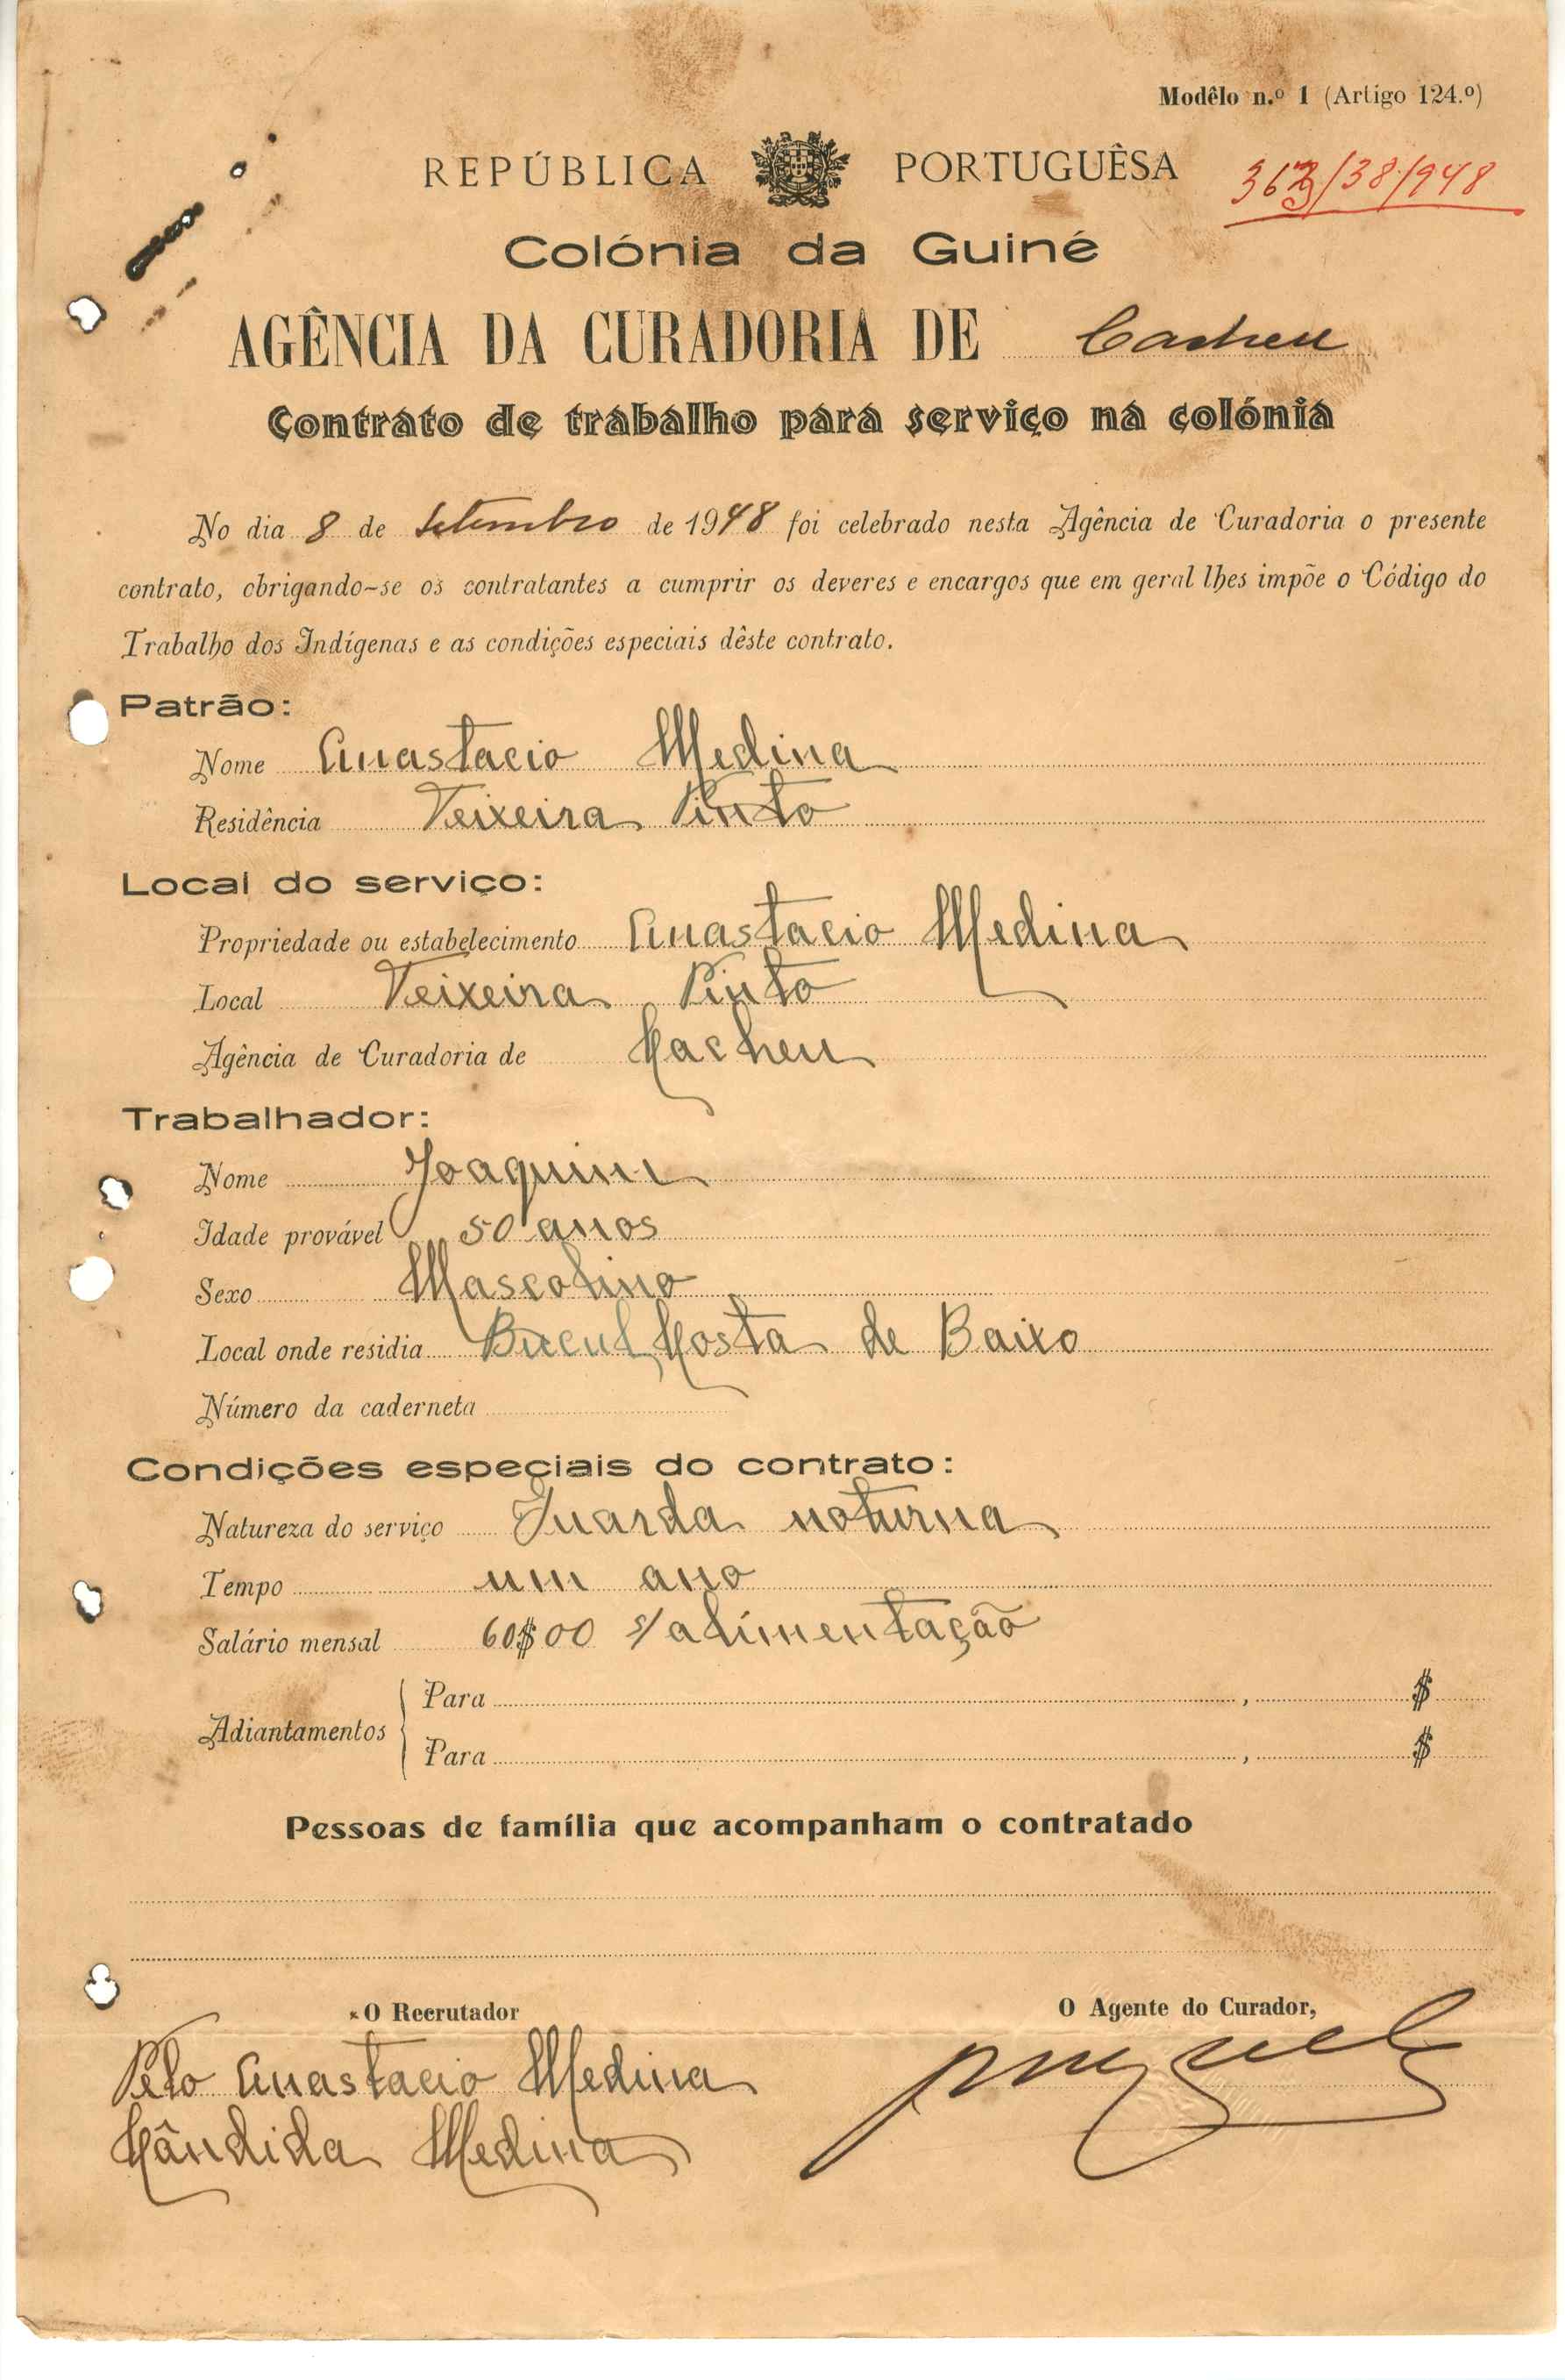 Modêlo n.º 1 (Artigo 124.º)
REPÚBLICA PORTUGUÊSA
/38/948
Colónia da Guiné
AGÊNCIA DA CURADORIA DE Cacheu
Contrato de trabalho para serviço na colónia
No dia 8 de Setembro de 1948 foi celebrado nesta Agência de Curadoria o presente
contrato, obrigando-se os contratantes a cumprir os deveres e encargos que em geral lhes impõe o Código do
Trabalho dos Indígenas e as condições especiais dêste contrato.
Patrão:
Nome Anastacio Medina
Residência Teixeira Pinto
Local do serviço:
Propriedade ou estabelecimento Anastacio Medina
Local Teixeira Pinto
Agência de Curadoria de Cacheu
Trabalhador:
Nome Joaquim
Idade provável 50 anos
Sexo Mascolino
Local onde residia Bucul Costa de Baixo
Número da caderneta
Condições especiais do contrato:
Natureza do serviço Guarda noturna
Tempo um ano
Salário mensal 60$00 s/ alimentação
Adiantamentos
Para , $
Para , $
Pessoas de família que acompanham o contratado
O Recrutador
O Agente do Curador,
Pelo Anastacio Medina
Cândida Medina